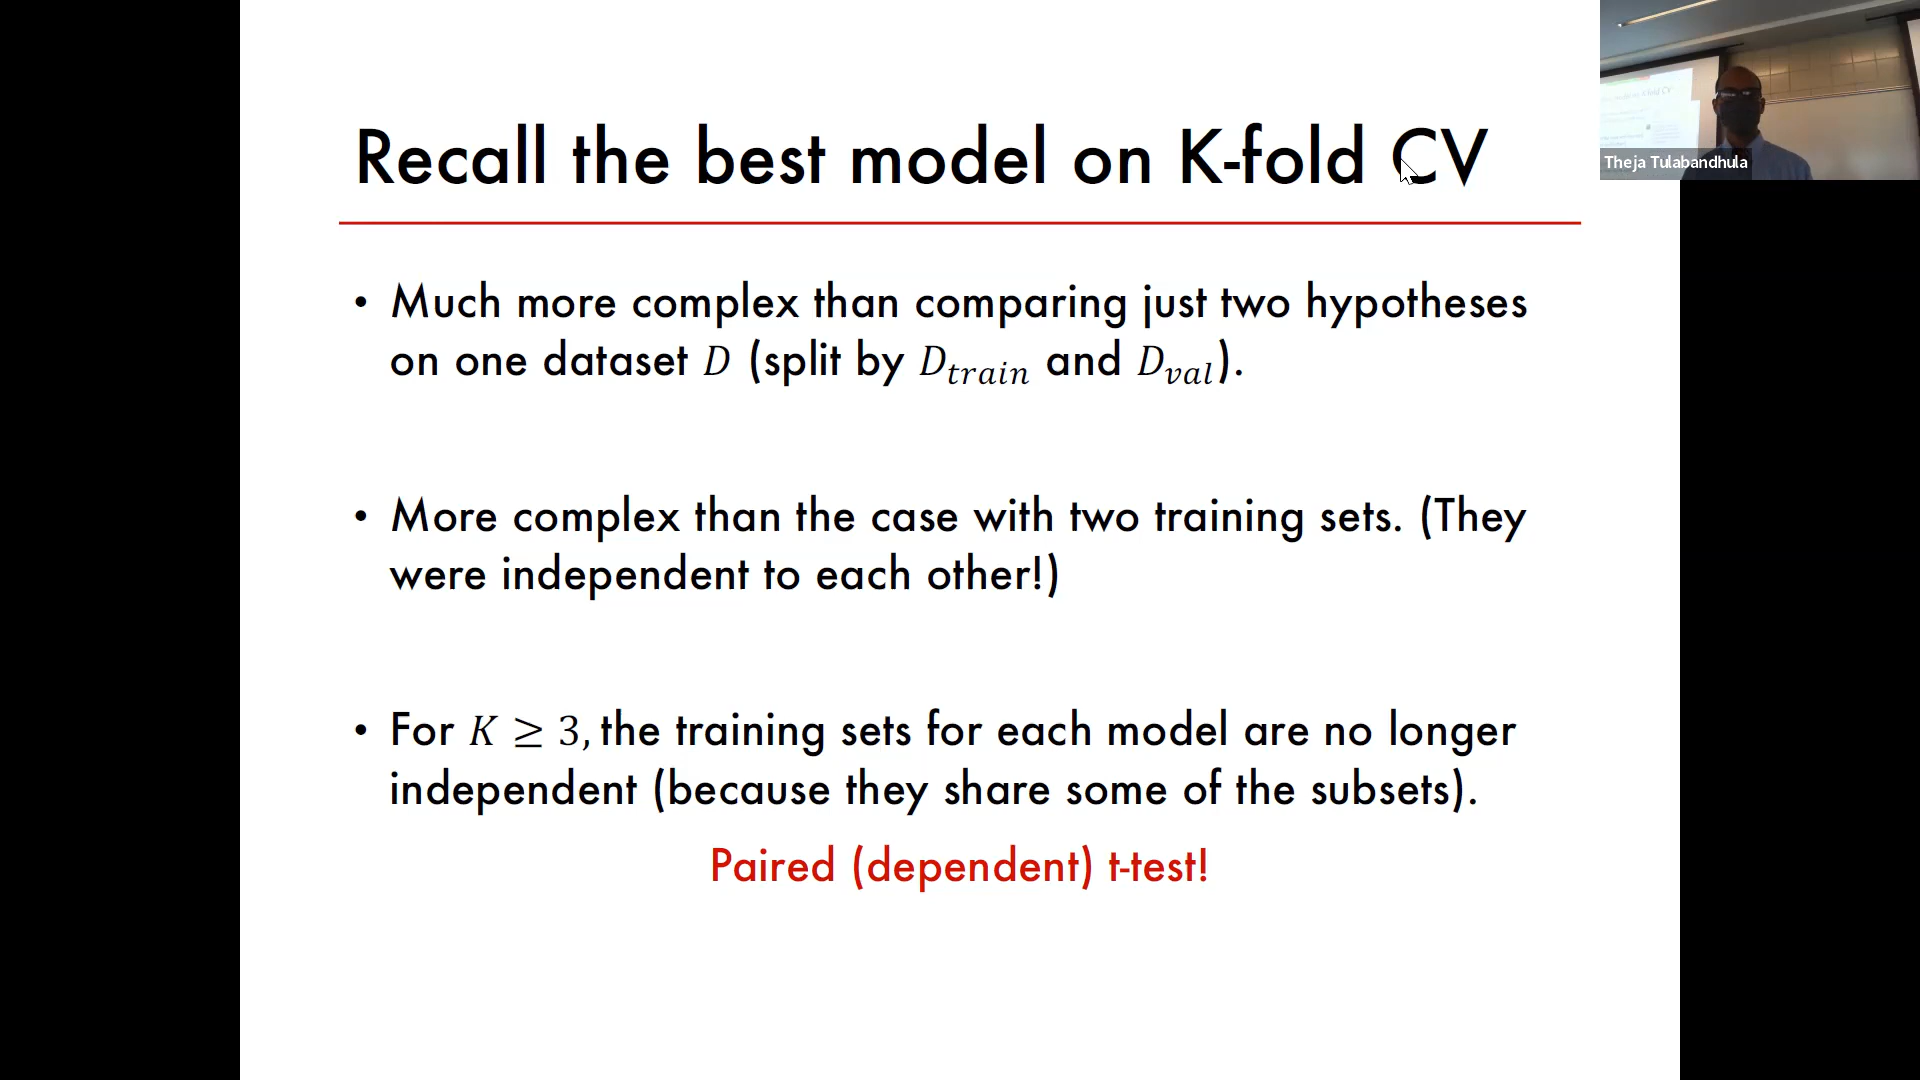 Recall the best model on K-fold CV
Theja Tulabandhula
• Much more complex than comparing just two hypotheses
on one dataset D (split by D_train and D_val).
• More complex than the case with two training sets. (They
were independent to each other!)
• For K ≥ 3, the training sets for each model are no longer
independent (because they share some of the subsets).
Paired (dependent) t-test!